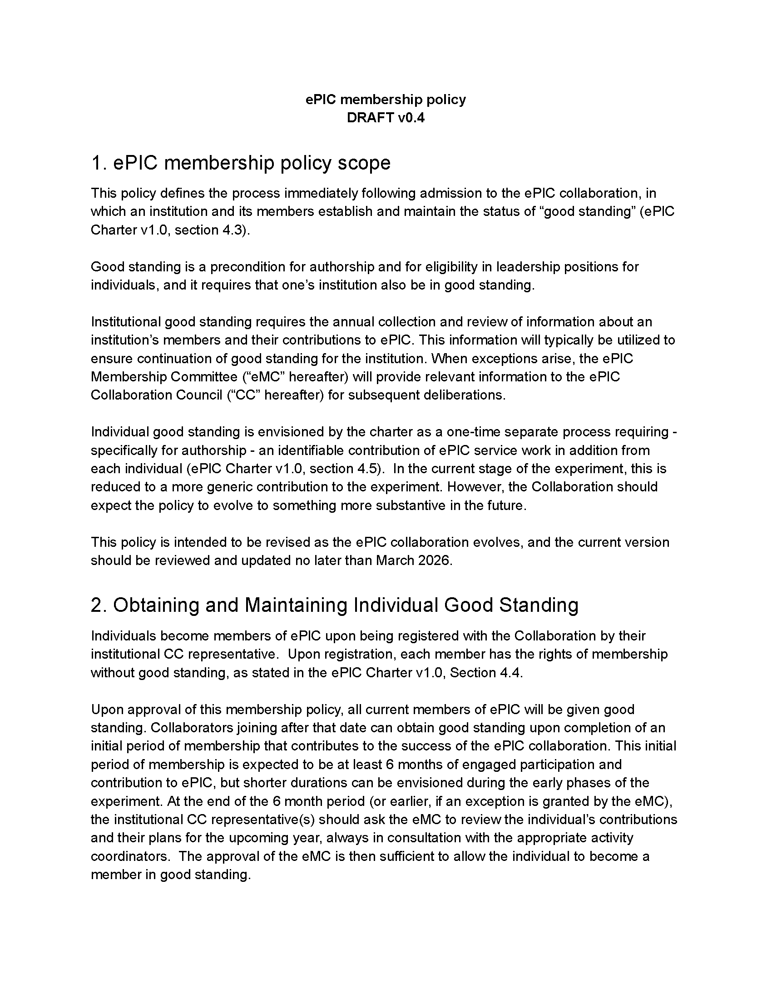 ePIC membership policy
DRAFT v0.4
1. ePIC membership policy scope
This policy defines the process immediately following admission to the ePIC collaboration, in
which an institution and its members establish and maintain the status of “good standing” (ePIC
Charter v1.0, section 4.3).
Good standing is a precondition for authorship and for eligibility in leadership positions for
individuals, and it requires that one’s institution also be in good standing.
Institutional good standing requires the annual collection and review of information about an
institution’s members and their contributions to ePIC. This information will typically be utilized to
ensure continuation of good standing for the institution. When exceptions arise, the ePIC
Membership Committee (“eMC” hereafter) will provide relevant information to the ePIC
Collaboration Council (“CC” hereafter) for subsequent deliberations.
Individual good standing is envisioned by the charter as a one-time separate process requiring -
specifically for authorship - an identifiable contribution of ePIC service work in addition from
each individual (ePIC Charter v1.0, section 4.5).  In the current stage of the experiment, this is
reduced to a more generic contribution to the experiment. However, the Collaboration should
expect the policy to evolve to something more substantive in the future.
This policy is intended to be revised as the ePIC collaboration evolves, and the current version
should be reviewed and updated no later than March 2026.
2. Obtaining and Maintaining Individual Good Standing
Individuals become members of ePIC upon being registered with the Collaboration by their
institutional CC representative.  Upon registration, each member has the rights of membership
without good standing, as stated in the ePIC Charter v1.0, Section 4.4.
Upon approval of this membership policy, all current members of ePIC will be given good
standing. Collaborators joining after that date can obtain good standing upon completion of an
initial period of membership that contributes to the success of the ePIC collaboration. This initial
period of membership is expected to be at least 6 months of engaged participation and
contribution to ePIC, but shorter durations can be envisioned during the early phases of the
experiment. At the end of the 6 month period (or earlier, if an exception is granted by the eMC),
the institutional CC representative(s) should ask the eMC to review the individual’s contributions
and their plans for the upcoming year, always in consultation with the appropriate activity
coordinators.  The approval of the eMC is then sufficient to allow the individual to become a
member in good standing.